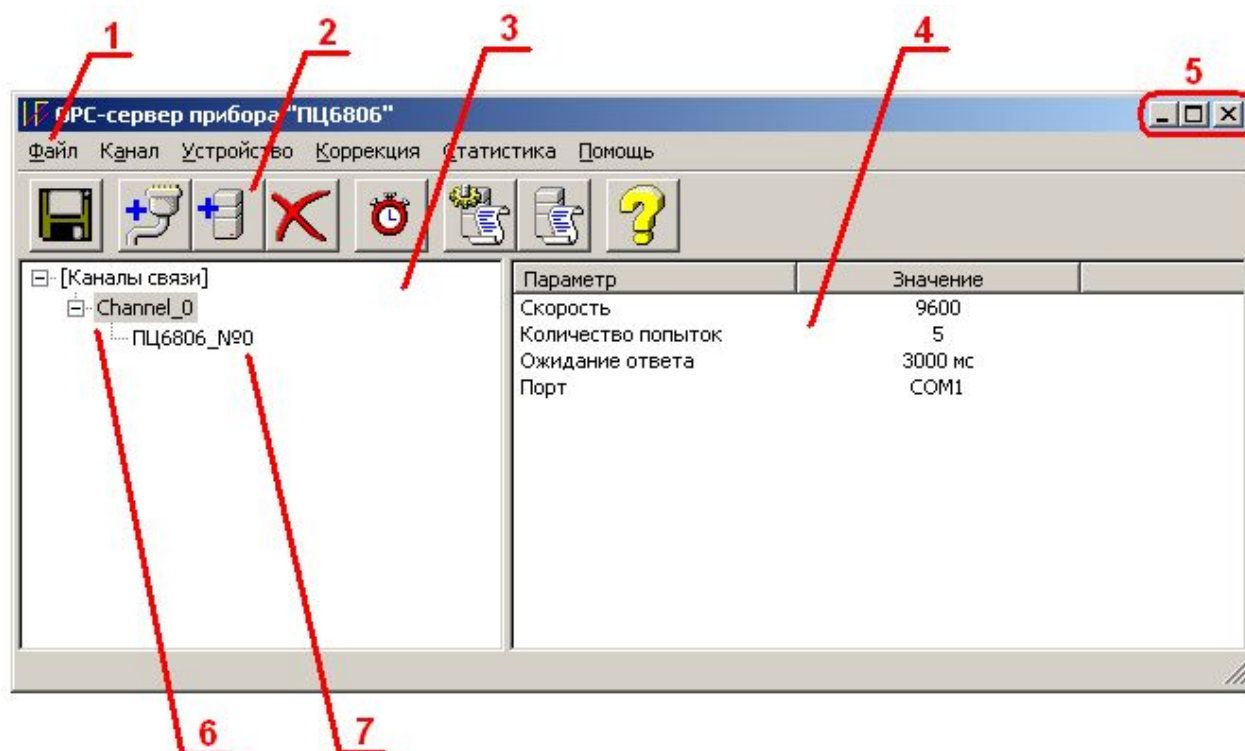 1
2
3
4
5
OPC-сервер прибора "ПЦ6806"
Файл Канал Устройство Коррекция Статистика Помощь
[Каналы связи]
Channel_0
ПЦ6806_№0
Параметр Значение
Скорость 9600
Количество попыток 5
Ожидание ответа 3000 мс
Порт COM1
6
7